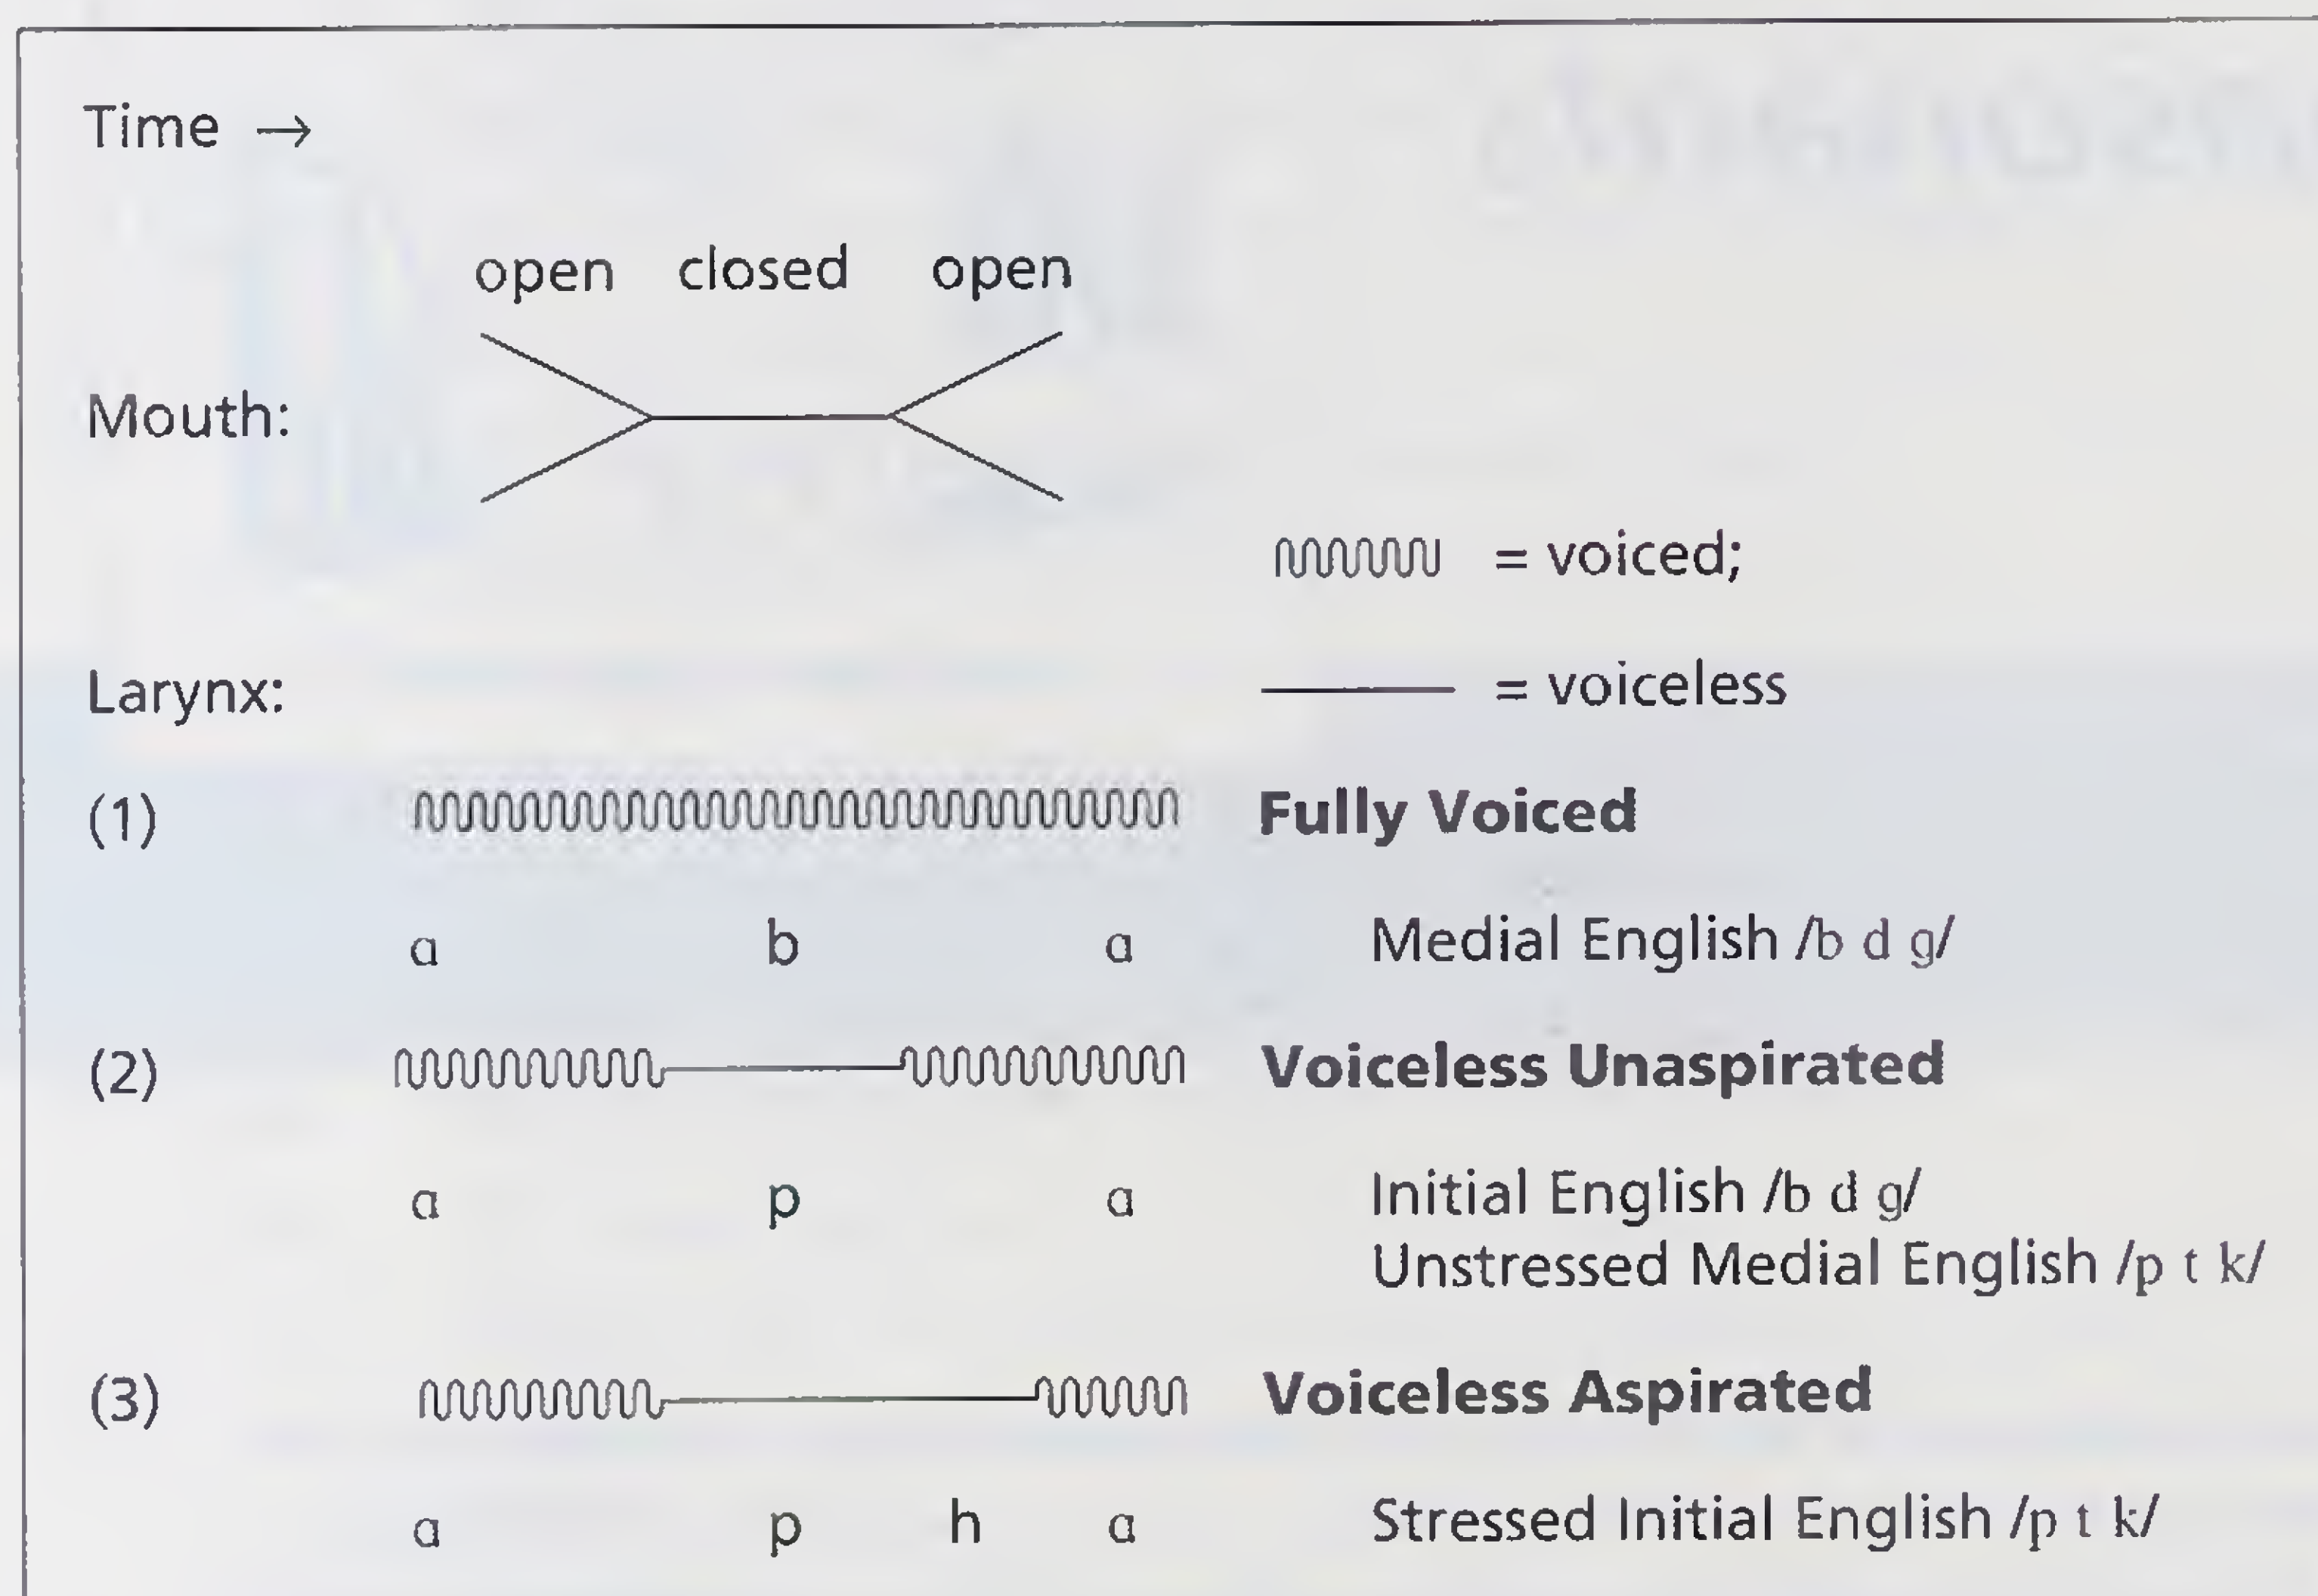 Time →
open closed open
Mouth:
= voiced;
Larynx:
= voiceless
(1) Fully Voiced
ɑ b ɑ Medial English /b d g/
(2) Voiceless Unaspirated
ɑ p ɑ Initial English /b d g/
Unstressed Medial English /p t k/
(3) Voiceless Aspirated
ɑ p h ɑ Stressed Initial English /p t k/